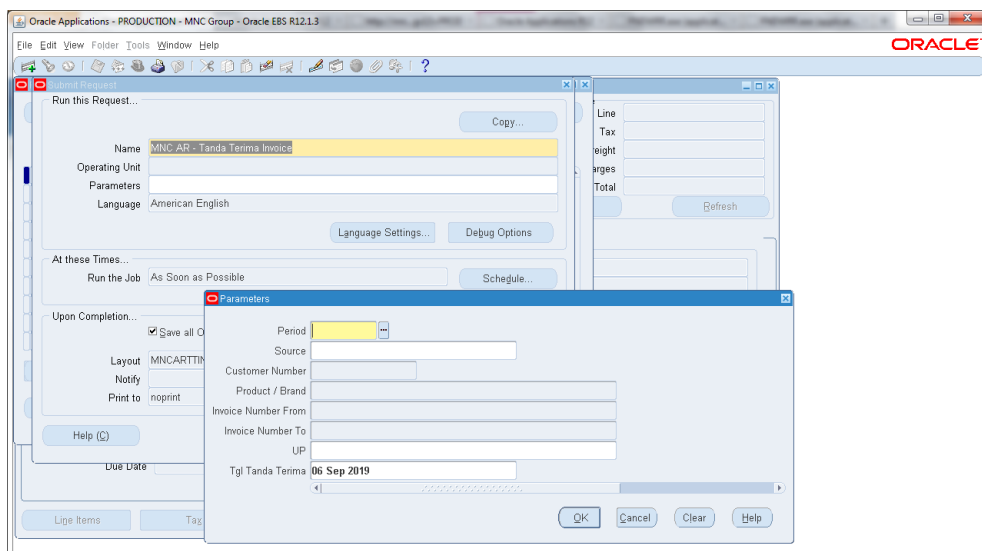 Oracle Applications - PRODUCTION - MNC Group - Oracle EBS R12.1.3
File Edit View Folder Tools Window Help
ORACLE
Submit Request
Run this Request...
Copy...
Name MNC AR - Tanda Terima Invoice
Operating Unit
Parameters
Language American English
Language Settings... Debug Options
At these Times...
Run the Job As Soon as Possible Schedule...
Upon Completion...
Save all O
Layout MNCARTTIN
Notify
Print to noprint
Help (C)
Line
Tax
eight
arges
Total
Refresh
Due Date
Line Items Tax
Parameters
Period
Source
Customer Number
Product / Brand
Invoice Number From
Invoice Number To
UP
Tgl Tanda Terima 06 Sep 2019
OK Cancel Clear Help